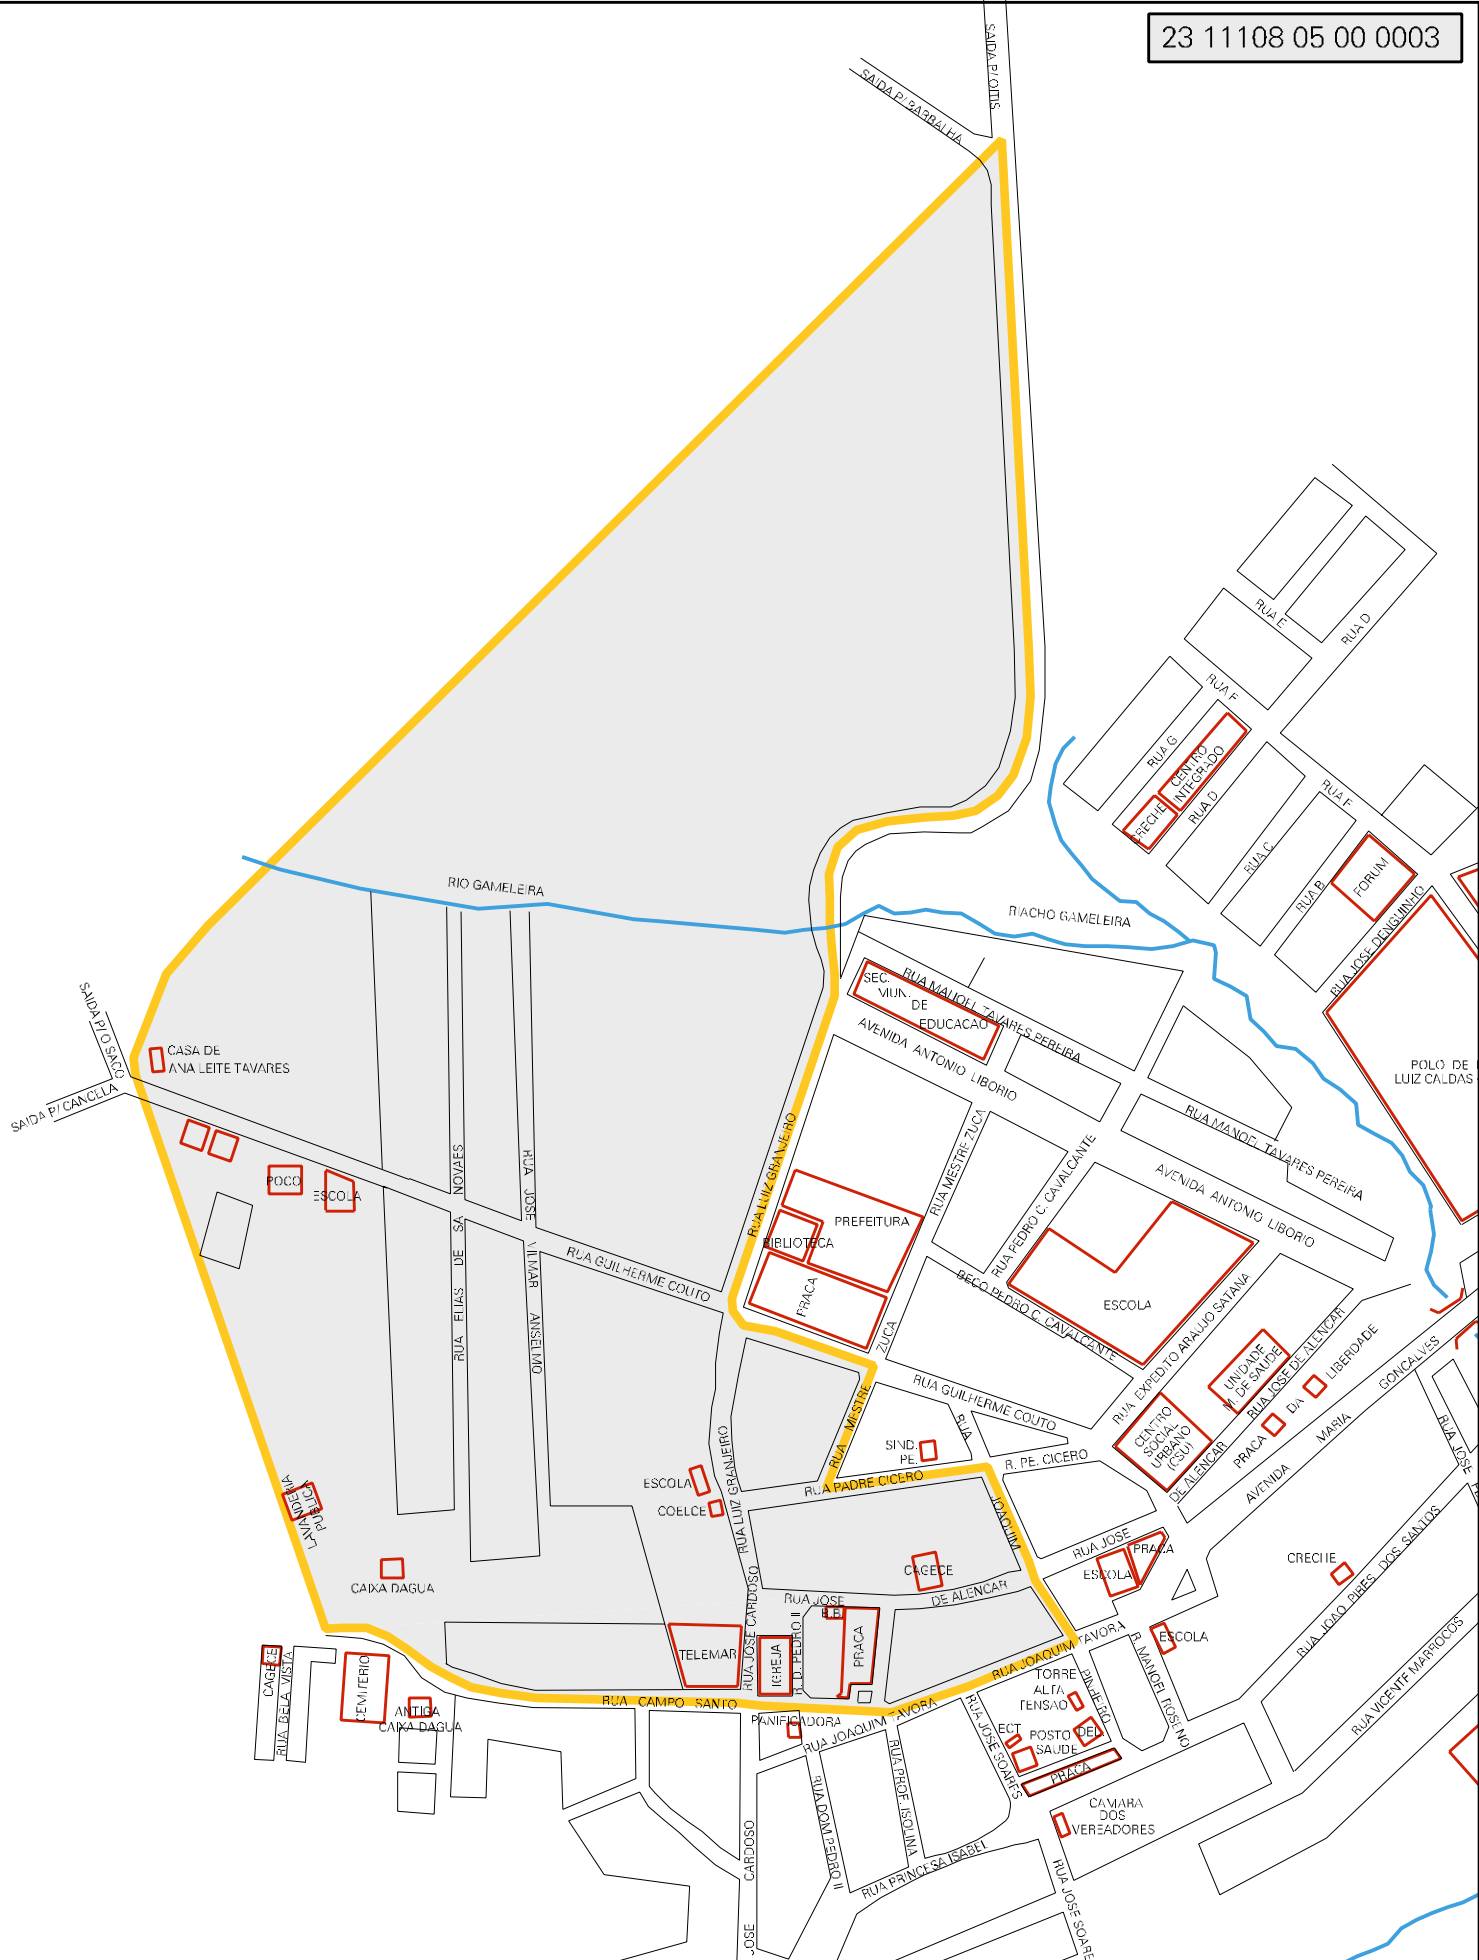 23 11108 05 00 0003
SAIDA P/ OITIS
SAIDA P/ BARBALHA
RUA E
RUA D
RUA F
RUA G
CENTRO
INTEGRADO
CRECHE
RUA D
RUA F
RUA C
RUA B
FORUM
RUA JOSE DENGUINHO
RIO GAMELEIRA
RIACHO GAMELEIRA
SEC.
MUN.
DE
EDUCACAO
RUA MANOEL TAVARES PEREIRA
AVENIDA ANTONIO LIBORIO
SAIDA P/ O SACO
SAIDA P/ CANCELA
CASA DE
ANA LEITE TAVARES
POLO DE
LUIZ CALDAS
RUA MANOEL TAVARES PEREIRA
AVENIDA ANTONIO LIBORIO
RUA MESTRE ZUCA
RUA PEDRO C. CAVALCANTE
RUA LUIZ GRANJEIRO
POCO
ESCOLA
RUA ELIAS DE SA NOVAES
RUA JOSE VILMAR ANSELMO
RUA GUILHERME COUTO
PREFEITURA
BIBLIOTECA
PRACA
BECO PEDRO C. CAVALCANTE
ESCOLA
RUA EXPEDITO ARAUJO SATANA
UNIDADE
M. DE SAUDE
RUA JOSE DE ALENCAR
PRACA DA LIBERDADE
AVENIDA MARIA GONCALVES
ZUCA
RUA MESTRE
RUA GUILHERME COUTO
RUA
CENTRO
SOCIAL
URBANO
(CSU)
DE ALENCAR
RUA JOSE
SIND.
PE.
R. PE. CICERO
RUA PADRE CICERO
JOAQUIM
ESCOLA
COELCE
RUA LUIZ GRANJEIRO
LAVANDERIA
PUBLICA
CAIXA DAGUA
CAGECE
RUA JOSE
DE ALENCAR
RUA JOSE
PRACA
ESCOLA
CRECHE
RUA JOAO PIRES DOS SANTOS
RUA VICENTE MARROCOS
RUA JOSE CARDOSO
R. D. PEDRO II
B.B.
PRACA
IGREJA
TELEMAR
RUA JOAQUIM TAVORA
ESCOLA
R. MANOEL ROSENO
CAGECE
RUA BELA VISTA
CEMITERIO
ANTIGA
CAIXA DAGUA
RUA CAMPO SANTO
PANIFICADORA
RUA JOAQUIM TAVORA
TORRE
ALTA
TENSAO
PINHEIRO
ECT
POSTO
SAUDE
DEL.
PRACA
RUA JOSE SOARES
RUA PROF. ISOLINA
RUA DOM PEDRO II
CAMARA
DOS
VEREADORES
RUA PRINCESA ISABEL
JOSE CARDOSO
RUA JOSE SOARE